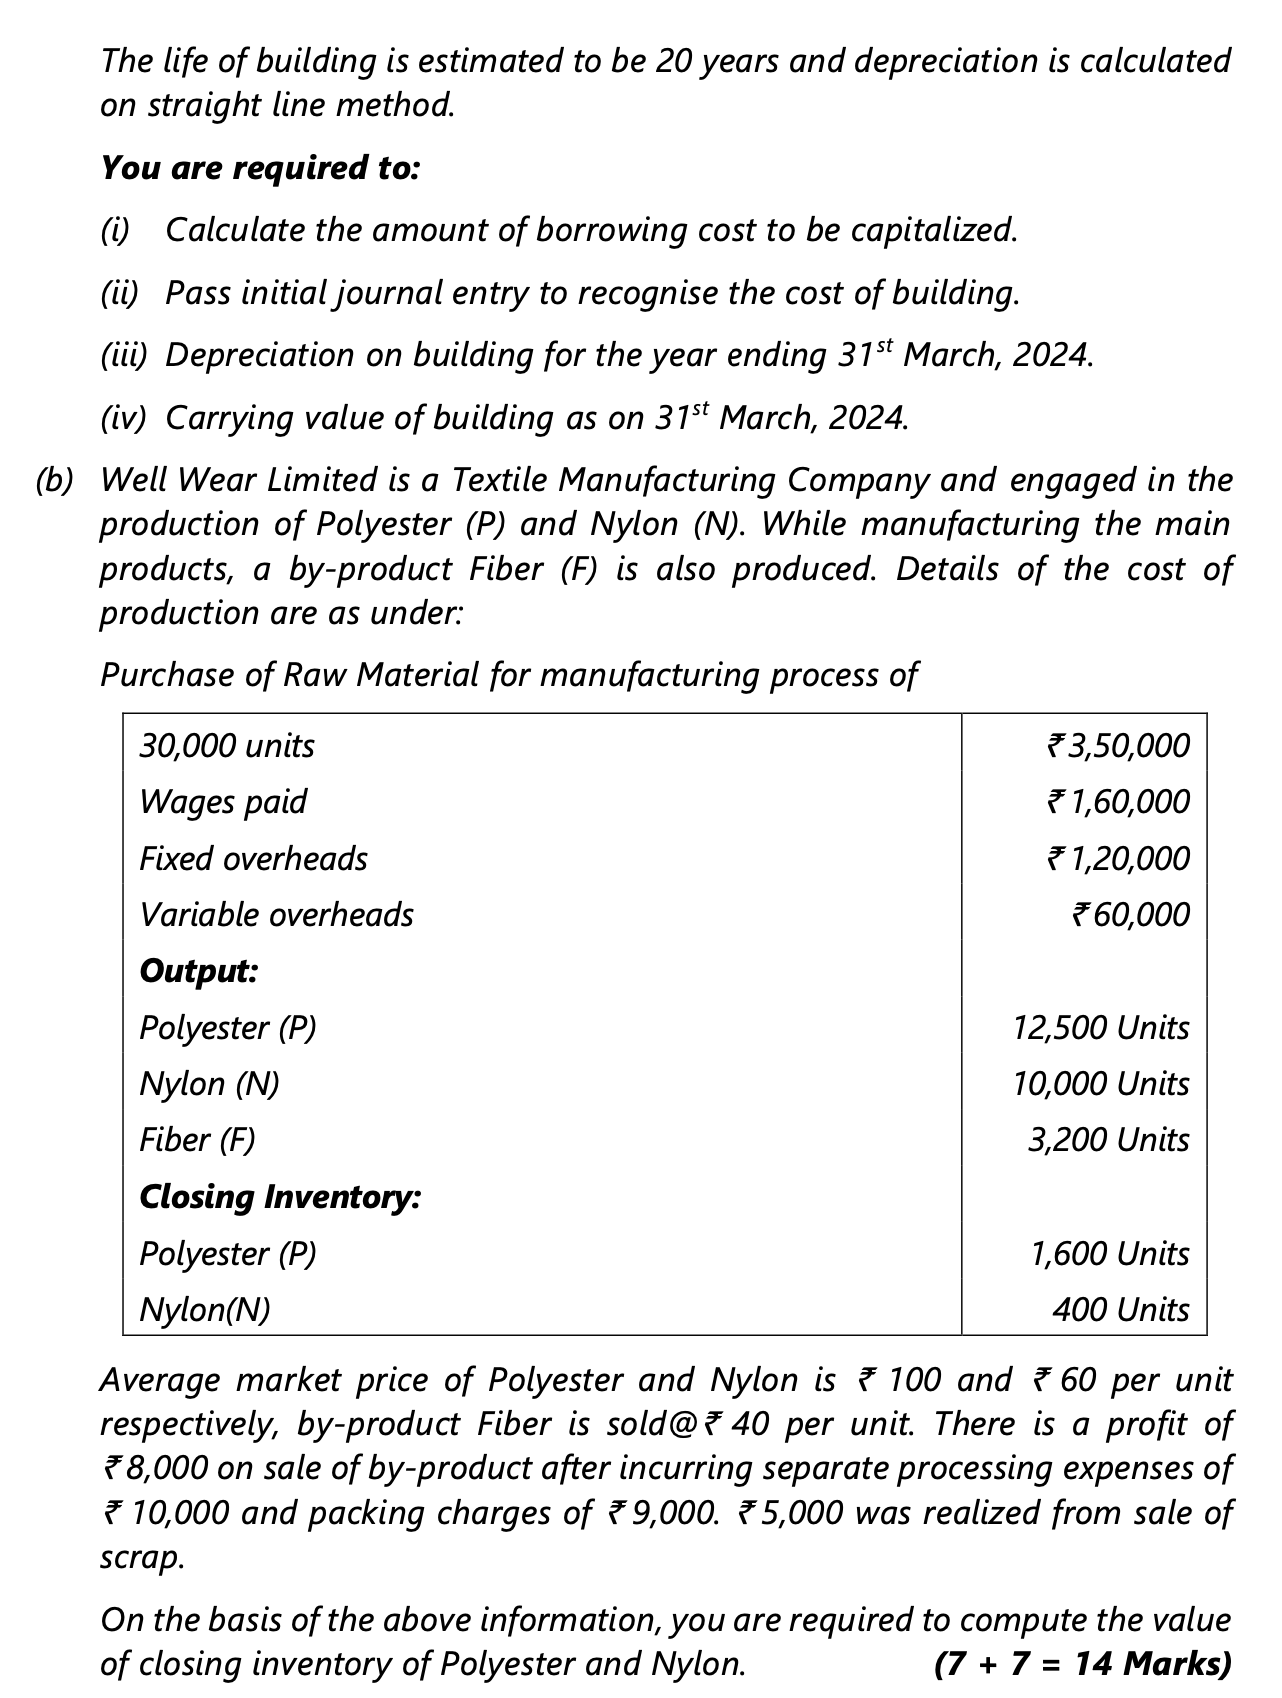 The life of building is estimated to be 20 years and depreciation is calculated
on straight line method.
You are required to:
(i) Calculate the amount of borrowing cost to be capitalized.
(ii) Pass initial journal entry to recognise the cost of building.
(iii) Depreciation on building for the year ending 31st March, 2024.
(iv) Carrying value of building as on 31st March, 2024.
(b) Well Wear Limited is a Textile Manufacturing Company and engaged in the
production of Polyester (P) and Nylon (N). While manufacturing the main
products, a by-product Fiber (F) is also produced. Details of the cost of
production are as under:
Purchase of Raw Material for manufacturing process of
30,000 units ₹ 3,50,000
Wages paid ₹ 1,60,000
Fixed overheads ₹ 1,20,000
Variable overheads ₹ 60,000
Output:
Polyester (P) 12,500 Units
Nylon (N) 10,000 Units
Fiber (F) 3,200 Units
Closing Inventory:
Polyester (P) 1,600 Units
Nylon(N) 400 Units
Average market price of Polyester and Nylon is ₹ 100 and ₹ 60 per unit
respectively, by-product Fiber is sold@ ₹ 40 per unit. There is a profit of
₹ 8,000 on sale of by-product after incurring separate processing expenses of
₹ 10,000 and packing charges of ₹ 9,000. ₹ 5,000 was realized from sale of
scrap.
On the basis of the above information, you are required to compute the value
of closing inventory of Polyester and Nylon. (7 + 7 = 14 Marks)